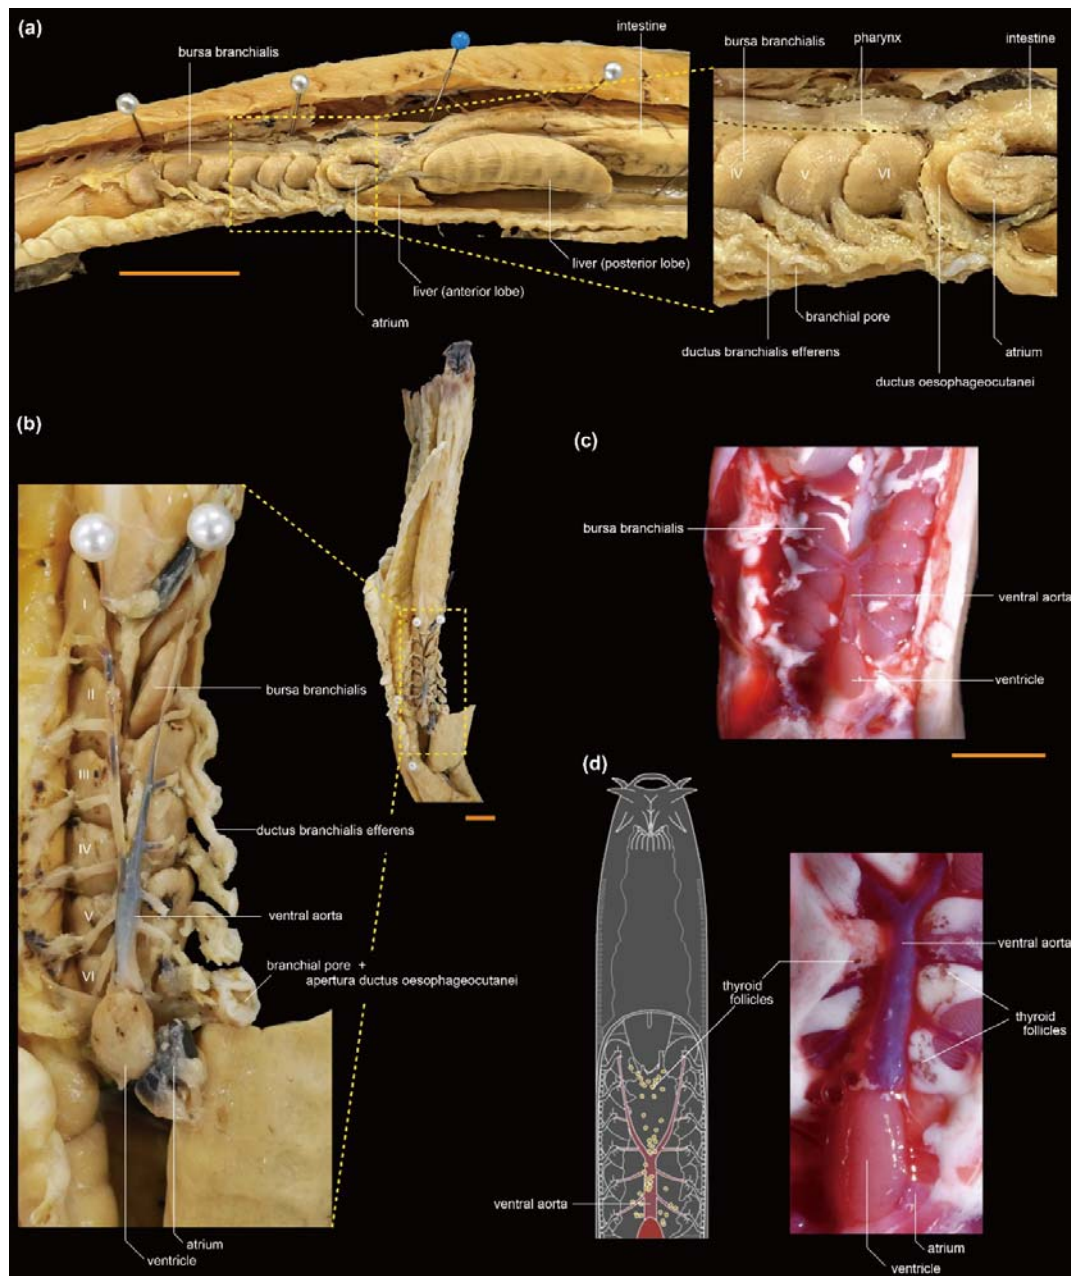 (a)
bursa branchialis
intestine
bursa branchialis
pharynx
intestine
IV
V
VI
liver (posterior lobe)
liver (anterior lobe)
atrium
branchial pore
ductus branchialis efferens
atrium
ductus oesophageocutanei
(b)
I
II
III
IV
V
VI
bursa branchialis
ductus branchialis efferens
ventral aorta
branchial pore +
apertura ductus oesophageocutanei
atrium
ventricle
(c)
bursa branchialis
ventral aorta
ventricle
(d)
thyroid
follicles
ventral aorta
ventral aorta
thyroid
follicles
atrium
ventricle